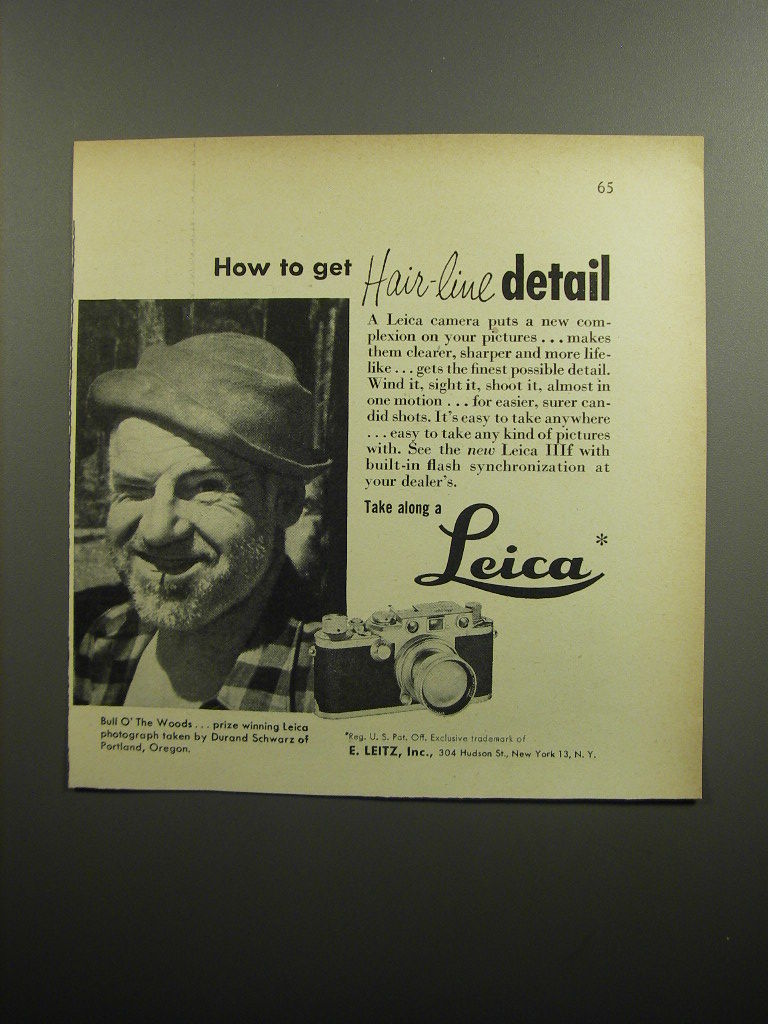 65
How to get Hair-line detail
A Leica camera puts a new com-
plexion on your pictures . . . makes
them clearer, sharper and more life-
like . . . gets the finest possible detail.
Wind it, sight it, shoot it, almost in
one motion . . . for easier, surer can-
did shots. It's easy to take anywhere
. . . easy to take any kind of pictures
with. See the new Leica IIIf with
built-in flash synchronization at
your dealer's.
Take along a
Leica*
Bull O' The Woods . . . prize winning Leica
photograph taken by Durand Schwarz of
Portland, Oregon.
*Reg. U. S. Pat. Off. Exclusive trademark of
E. LEITZ, Inc., 304 Hudson St., New York 13, N. Y.